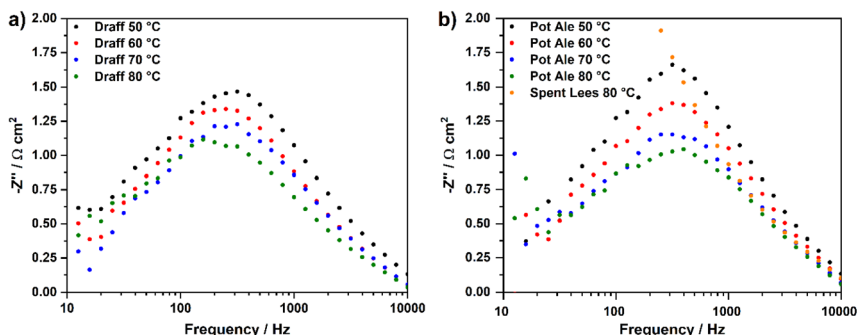 a)
Draff 50 °C
Draff 60 °C
Draff 70 °C
Draff 80 °C
2.00
1.75
1.50
1.25
1.00
0.75
0.50
0.25
0.00
-Z'' / Ω cm²
10 100 1000 10000
Frequency / Hz
b)
Pot Ale 50 °C
Pot Ale 60 °C
Pot Ale 70 °C
Pot Ale 80 °C
Spent Lees 80 °C
2.00
1.75
1.50
1.25
1.00
0.75
0.50
0.25
0.00
-Z'' / Ω cm²
10 100 1000 10000
Frequency / Hz